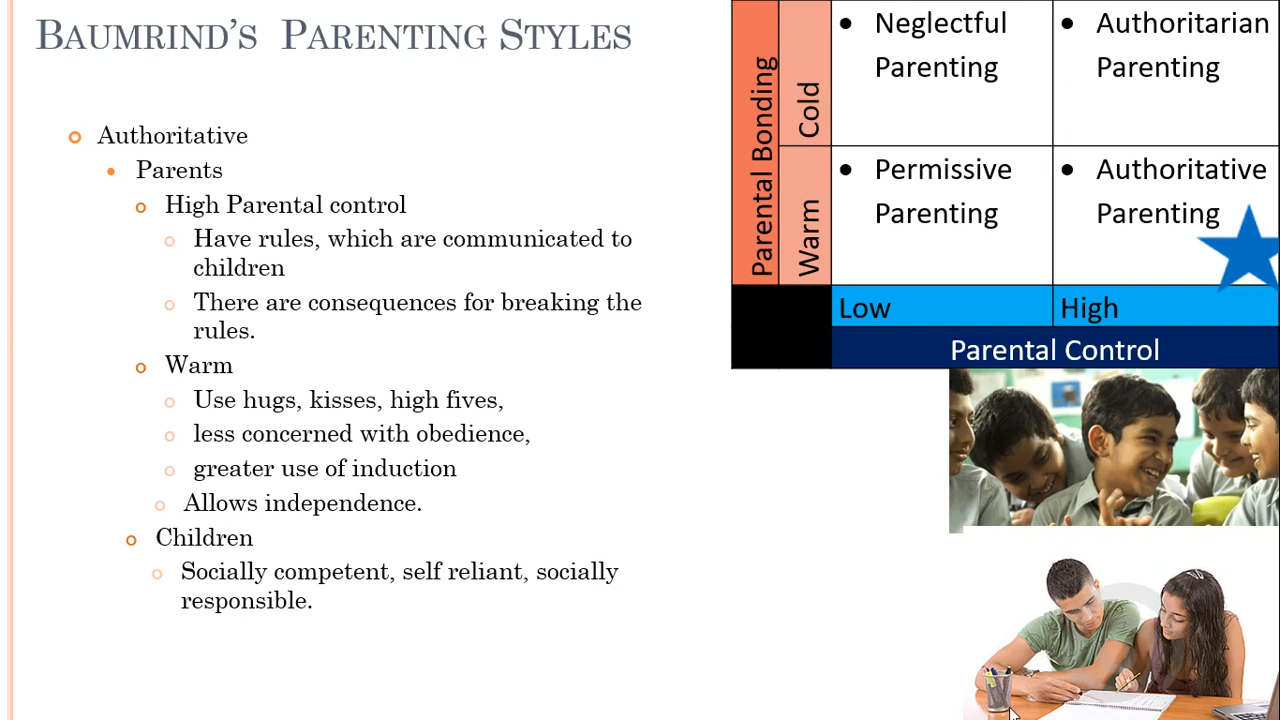 BAUMRIND'S PARENTING STYLES
Authoritative
Parents
High Parental control
Have rules, which are communicated to
children
There are consequences for breaking the
rules.
Warm
Use hugs, kisses, high fives,
less concerned with obedience,
greater use of induction
Allows independence.
Children
Socially competent, self reliant, socially
responsible.
Parental Bonding
Cold
Neglectful
Parenting
Authoritarian
Parenting
Warm
Permissive
Parenting
Authoritative
Parenting
Low
High
Parental Control